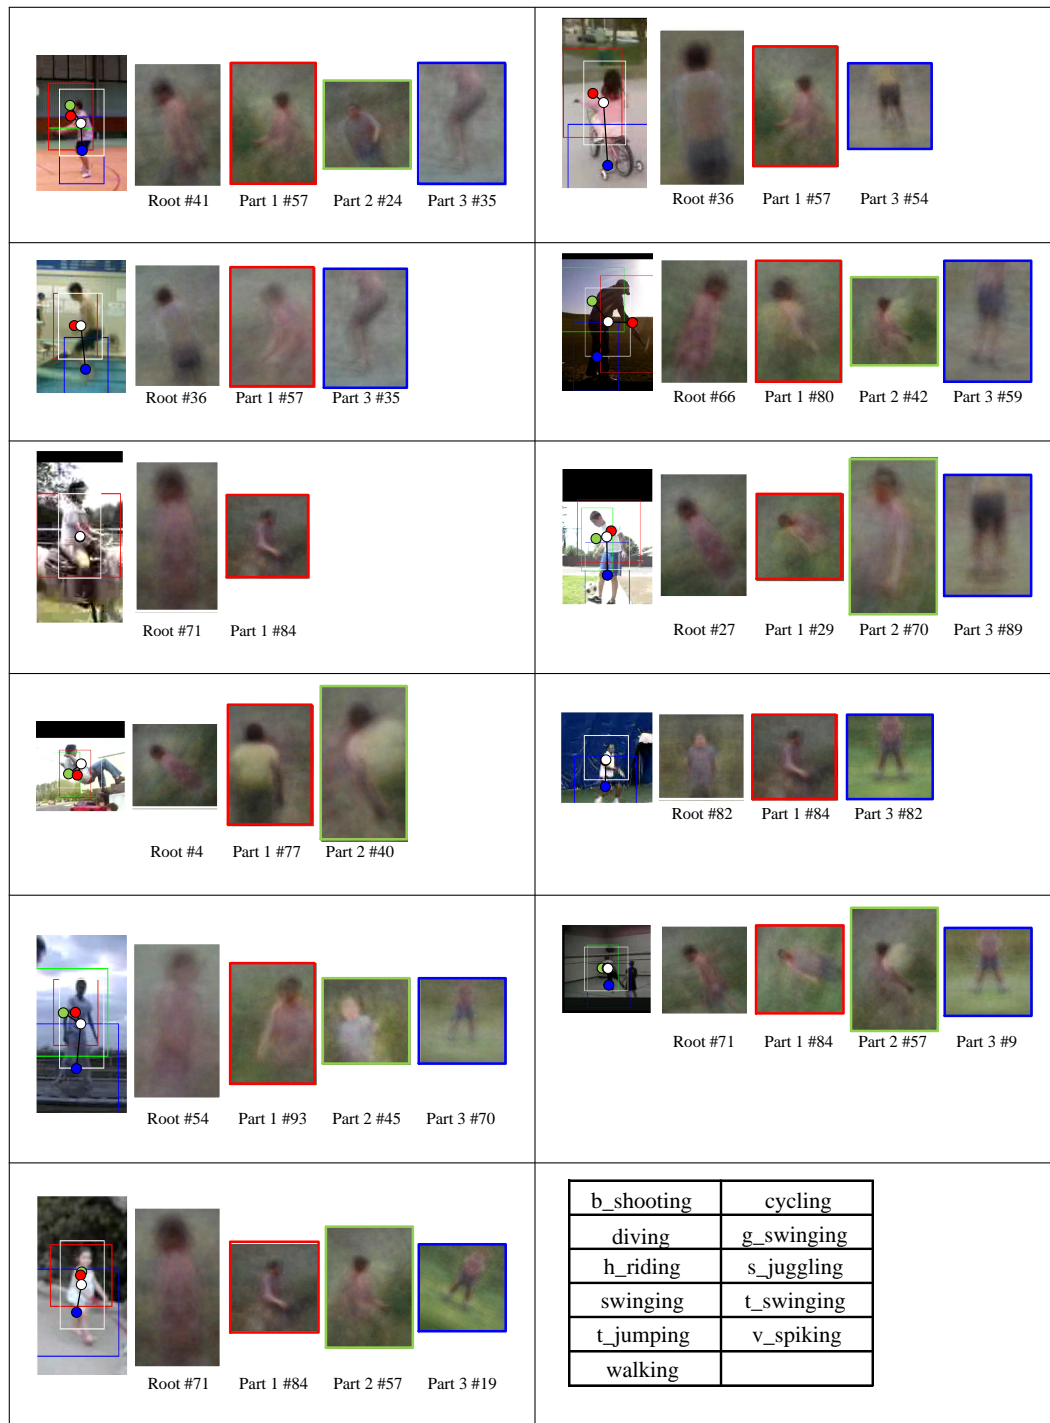 Root #41 Part 1 #57 Part 2 #24 Part 3 #35
Root #36 Part 1 #57 Part 3 #54
Root #36 Part 1 #57 Part 3 #35
Root #66 Part 1 #80 Part 2 #42 Part 3 #59
Root #71 Part 1 #84
Root #27 Part 1 #29 Part 2 #70 Part 3 #89
Root #4 Part 1 #77 Part 2 #40
Root #82 Part 1 #84 Part 3 #82
Root #54 Part 1 #93 Part 2 #45 Part 3 #70
Root #71 Part 1 #84 Part 2 #57 Part 3 #9
Root #71 Part 1 #84 Part 2 #57 Part 3 #19
b_shooting cycling
diving g_swinging
h_riding s_juggling
swinging t_swinging
t_jumping v_spiking
walking